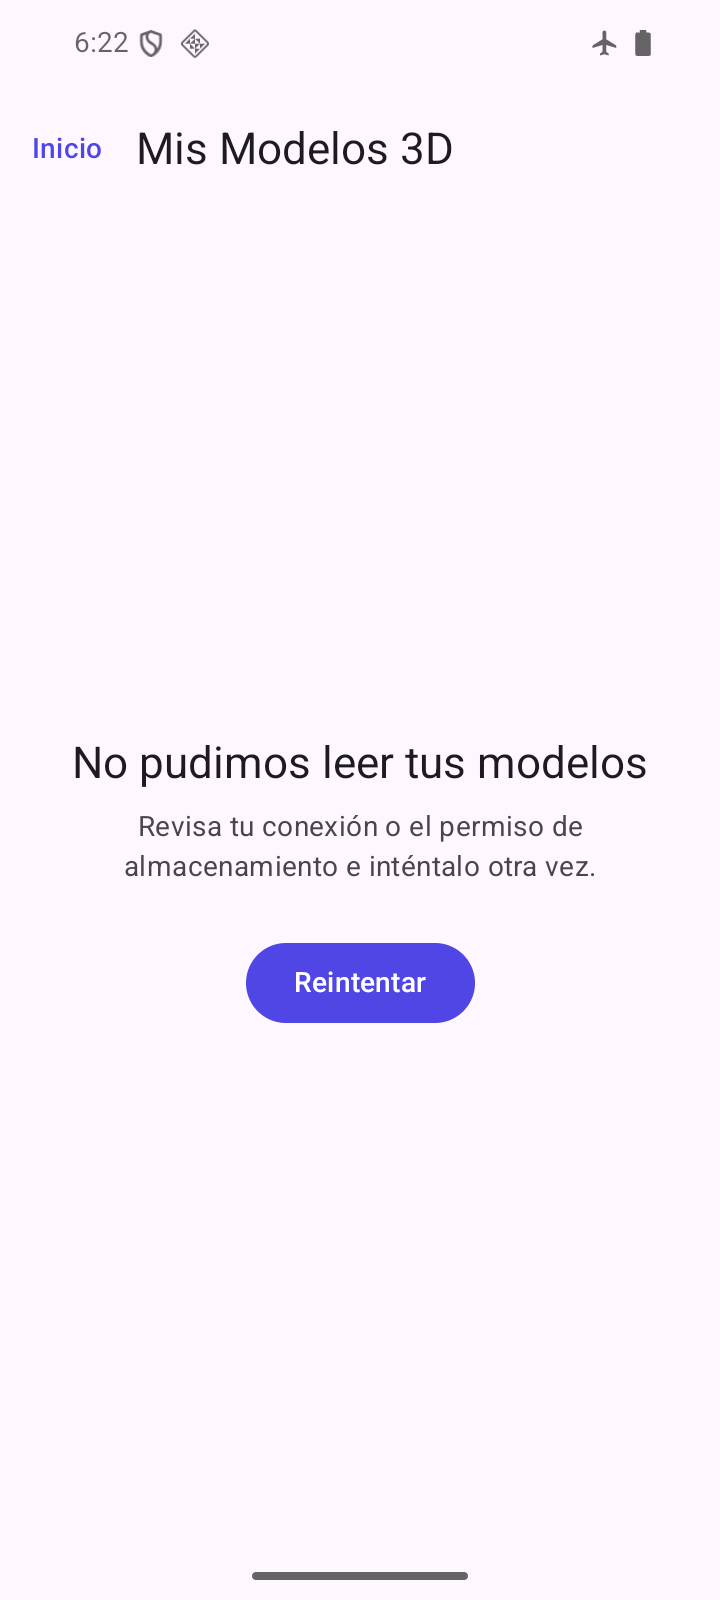 6:22
Inicio Mis Modelos 3D
No pudimos leer tus modelos
Revisa tu conexión o el permiso de
almacenamiento e inténtalo otra vez.
Reintentar